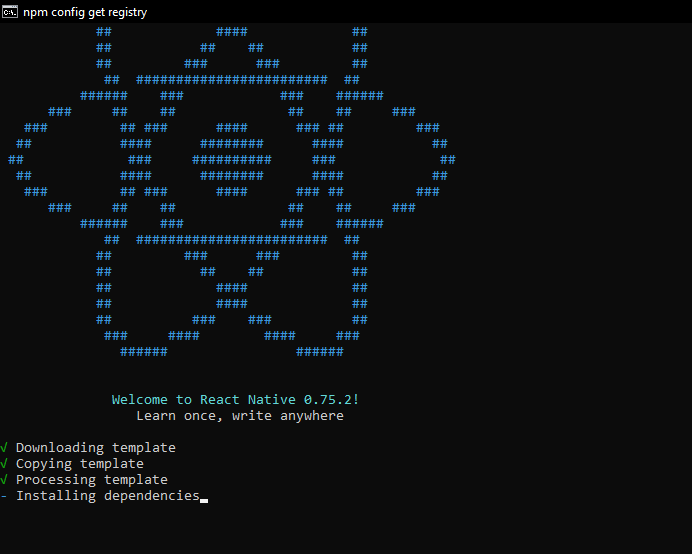 npm config get registry
Welcome to React Native 0.75.2!
Learn once, write anywhere
√ Downloading template
√ Copying template
√ Processing template
- Installing dependencies